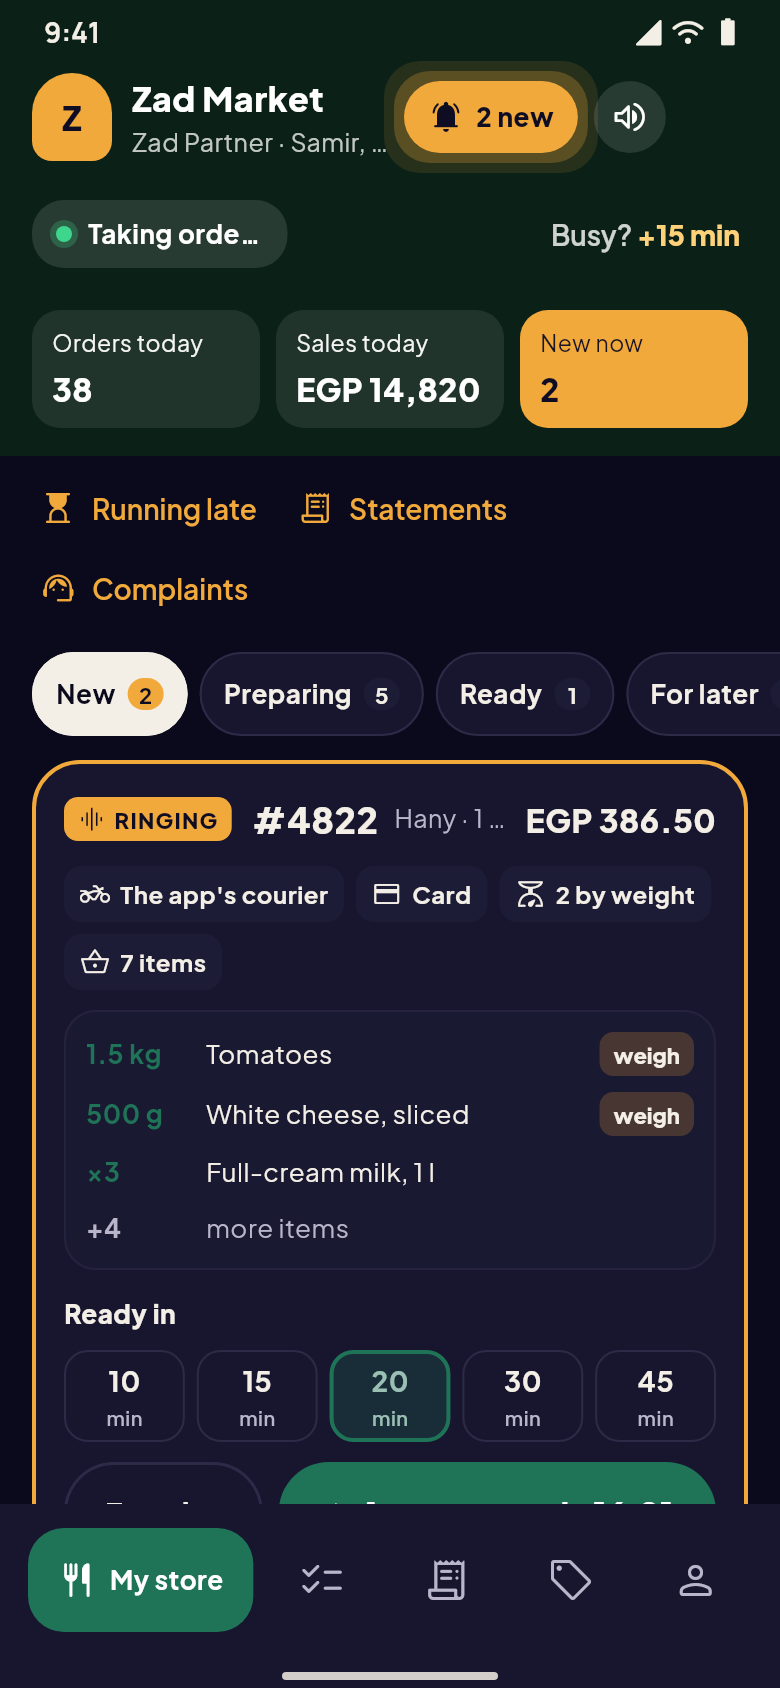 9:41
Z
Zad Market
Zad Partner · Samir, ...
2 new
Taking orde...
Busy? +15 min
Orders today
38
Sales today
EGP 14,820
New now
2
Running late
Statements
Complaints
New 2
Preparing 5
Ready 1
For later
RINGING #4822 Hany · 1 ... EGP 386.50
The app's courier
Card
2 by weight
7 items
1.5 kg Tomatoes weigh
500 g White cheese, sliced weigh
×3 Full-cream milk, 1 l
+4 more items
Ready in
10 min
15 min
20 min
30 min
45 min
My store